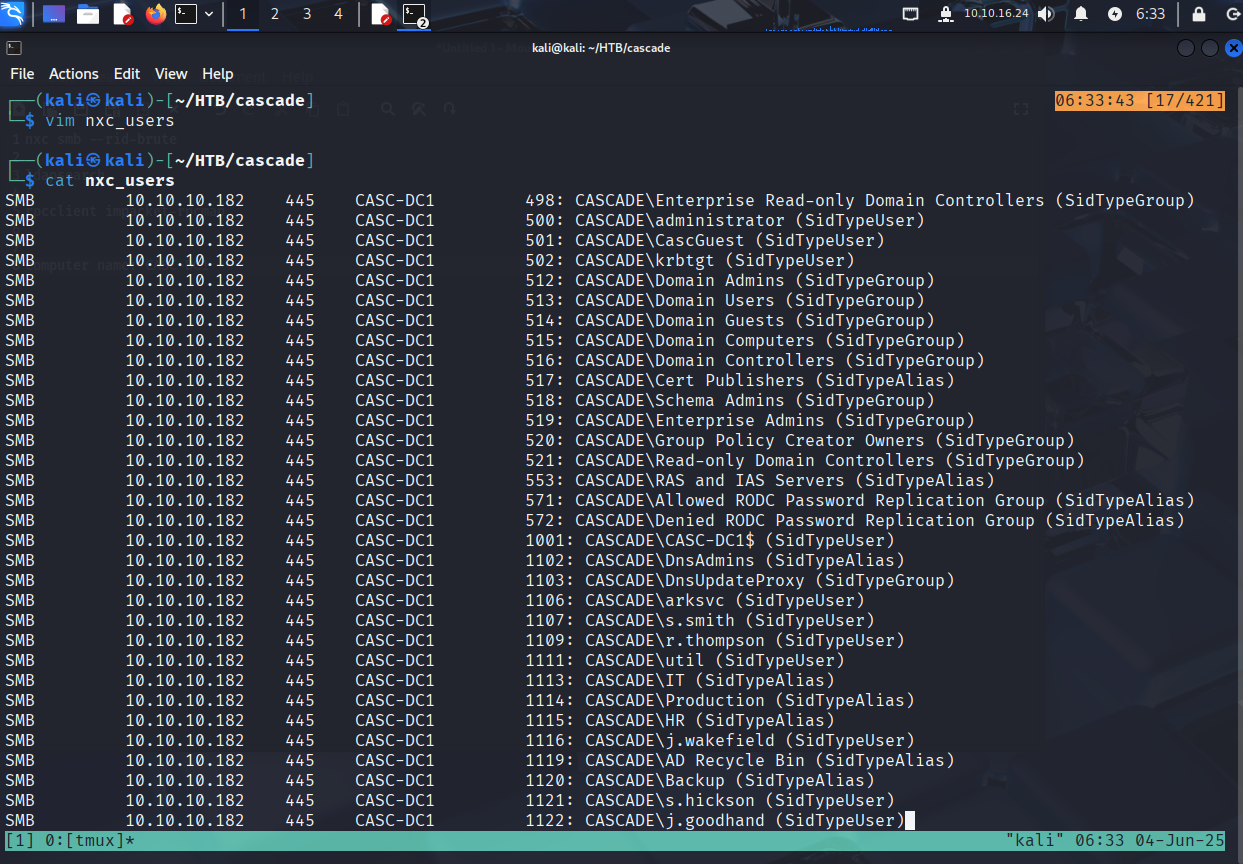 1 2 3 4 2 10.10.16.24 6:33
kali@kali: ~/HTB/cascade
File Actions Edit View Help
┌──(kali㉿kali)-[~/HTB/cascade] 06:33:43 [17/421]
└─$ vim nxc_users
┌──(kali㉿kali)-[~/HTB/cascade]
└─$ cat nxc_users
SMB 10.10.10.182 445 CASC-DC1 498: CASCADE\Enterprise Read-only Domain Controllers (SidTypeGroup)
SMB 10.10.10.182 445 CASC-DC1 500: CASCADE\administrator (SidTypeUser)
SMB 10.10.10.182 445 CASC-DC1 501: CASCADE\CascGuest (SidTypeUser)
SMB 10.10.10.182 445 CASC-DC1 502: CASCADE\krbtgt (SidTypeUser)
SMB 10.10.10.182 445 CASC-DC1 512: CASCADE\Domain Admins (SidTypeGroup)
SMB 10.10.10.182 445 CASC-DC1 513: CASCADE\Domain Users (SidTypeGroup)
SMB 10.10.10.182 445 CASC-DC1 514: CASCADE\Domain Guests (SidTypeGroup)
SMB 10.10.10.182 445 CASC-DC1 515: CASCADE\Domain Computers (SidTypeGroup)
SMB 10.10.10.182 445 CASC-DC1 516: CASCADE\Domain Controllers (SidTypeGroup)
SMB 10.10.10.182 445 CASC-DC1 517: CASCADE\Cert Publishers (SidTypeAlias)
SMB 10.10.10.182 445 CASC-DC1 518: CASCADE\Schema Admins (SidTypeGroup)
SMB 10.10.10.182 445 CASC-DC1 519: CASCADE\Enterprise Admins (SidTypeGroup)
SMB 10.10.10.182 445 CASC-DC1 520: CASCADE\Group Policy Creator Owners (SidTypeGroup)
SMB 10.10.10.182 445 CASC-DC1 521: CASCADE\Read-only Domain Controllers (SidTypeGroup)
SMB 10.10.10.182 445 CASC-DC1 553: CASCADE\RAS and IAS Servers (SidTypeAlias)
SMB 10.10.10.182 445 CASC-DC1 571: CASCADE\Allowed RODC Password Replication Group (SidTypeAlias)
SMB 10.10.10.182 445 CASC-DC1 572: CASCADE\Denied RODC Password Replication Group (SidTypeAlias)
SMB 10.10.10.182 445 CASC-DC1 1001: CASCADE\CASC-DC1$ (SidTypeUser)
SMB 10.10.10.182 445 CASC-DC1 1102: CASCADE\DnsAdmins (SidTypeAlias)
SMB 10.10.10.182 445 CASC-DC1 1103: CASCADE\DnsUpdateProxy (SidTypeGroup)
SMB 10.10.10.182 445 CASC-DC1 1106: CASCADE\arksvc (SidTypeUser)
SMB 10.10.10.182 445 CASC-DC1 1107: CASCADE\s.smith (SidTypeUser)
SMB 10.10.10.182 445 CASC-DC1 1109: CASCADE\r.thompson (SidTypeUser)
SMB 10.10.10.182 445 CASC-DC1 1111: CASCADE\util (SidTypeUser)
SMB 10.10.10.182 445 CASC-DC1 1113: CASCADE\IT (SidTypeAlias)
SMB 10.10.10.182 445 CASC-DC1 1114: CASCADE\Production (SidTypeAlias)
SMB 10.10.10.182 445 CASC-DC1 1115: CASCADE\HR (SidTypeAlias)
SMB 10.10.10.182 445 CASC-DC1 1116: CASCADE\j.wakefield (SidTypeUser)
SMB 10.10.10.182 445 CASC-DC1 1119: CASCADE\AD Recycle Bin (SidTypeAlias)
SMB 10.10.10.182 445 CASC-DC1 1120: CASCADE\Backup (SidTypeAlias)
SMB 10.10.10.182 445 CASC-DC1 1121: CASCADE\s.hickson (SidTypeUser)
SMB 10.10.10.182 445 CASC-DC1 1122: CASCADE\j.goodhand (SidTypeUser)
[1] 0:[tmux]* "kali" 06:33 04-Jun-25